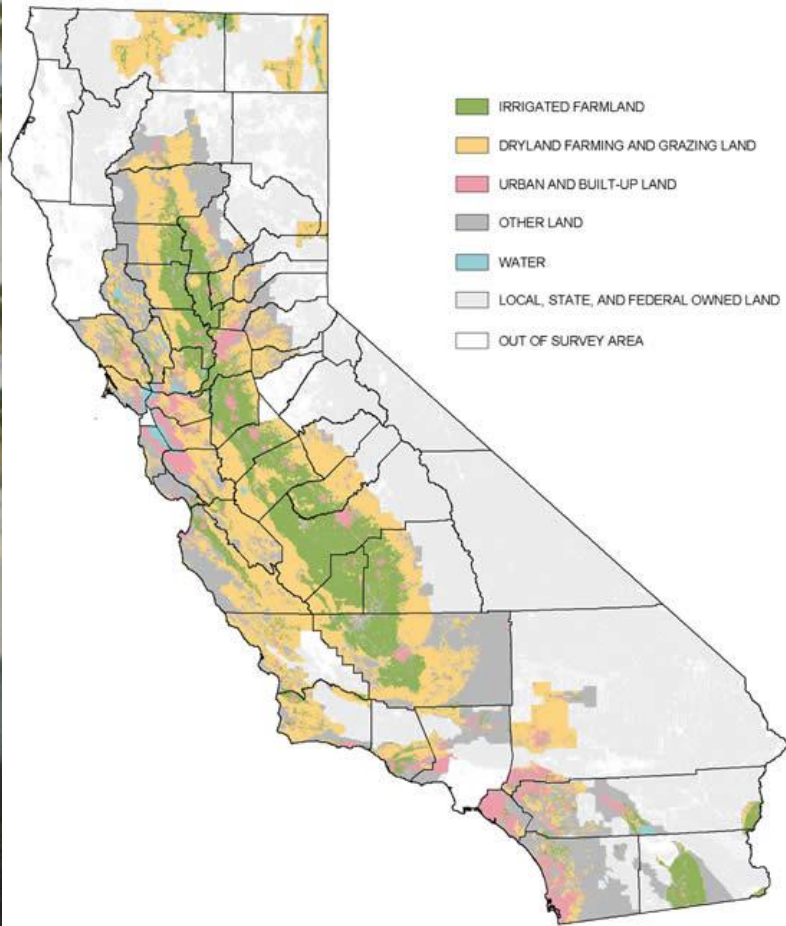 IRRIGATED FARMLAND
DRYLAND FARMING AND GRAZING LAND
URBAN AND BUILT-UP LAND
OTHER LAND
WATER
LOCAL, STATE, AND FEDERAL OWNED LAND
OUT OF SURVEY AREA